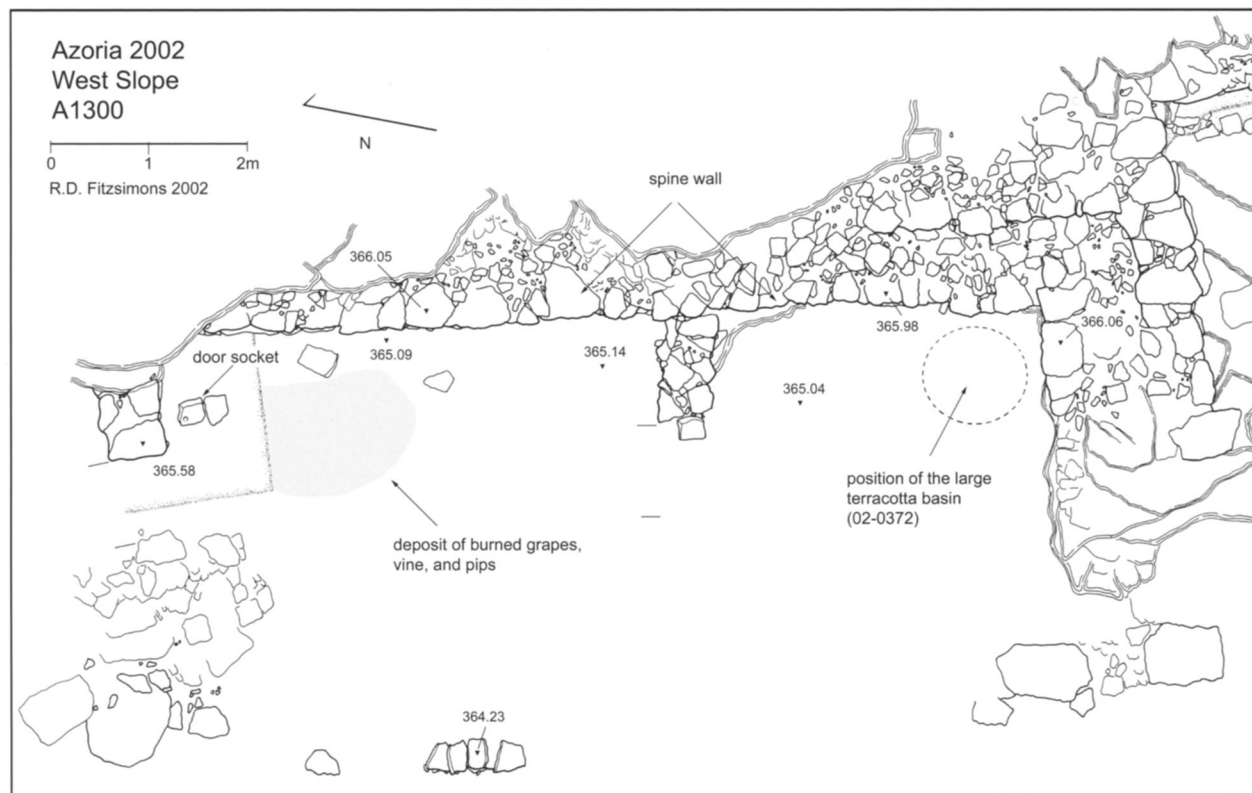 Azoria 2002
West Slope
A1300
0 1 2m
R.D. Fitzsimons 2002
N
spine wall
366.05
365.98
366.06
365.09
365.14
door socket
365.04
365.58
position of the large
terracotta basin
(02-0372)
deposit of burned grapes,
vine, and pips
364.23